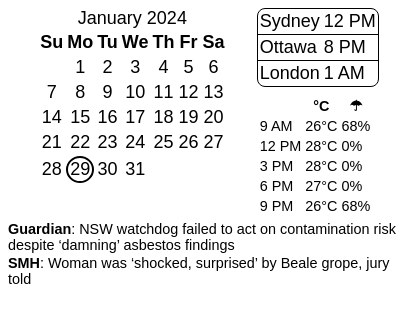 January 2024
Su Mo Tu We Th Fr Sa
1 2 3 4 5 6
7 8 9 10 11 12 13
14 15 16 17 18 19 20
21 22 23 24 25 26 27
28 29 30 31
Sydney 12 PM
Ottawa 8 PM
London 1 AM
°C ☂
9 AM 26°C 68%
12 PM 28°C 0%
3 PM 28°C 0%
6 PM 27°C 0%
9 PM 26°C 68%
Guardian: NSW watchdog failed to act on contamination risk
despite ‘damning’ asbestos findings
SMH: Woman was ‘shocked, surprised’ by Beale grope, jury
told